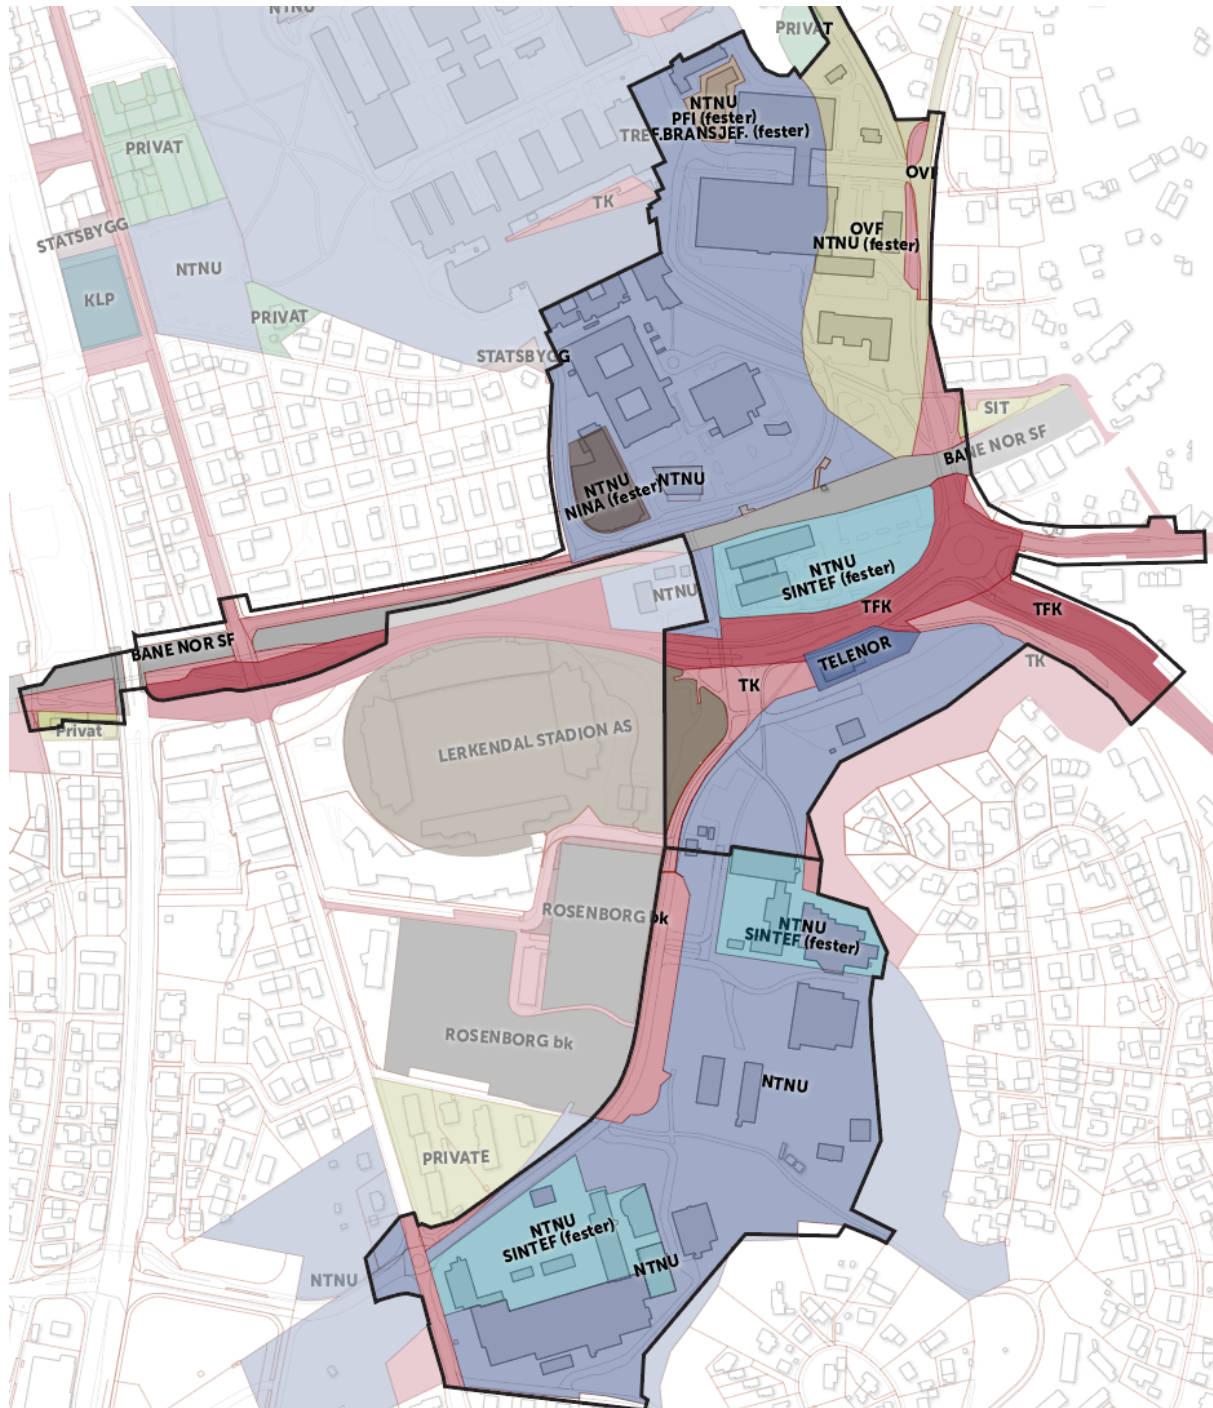 NTNU
PRIVAT
NTNU
PFI (fester)
TREF.BRANSJEF. (fester)
PRIVAT
OVF
TK
STATSBYGG
OVF
NTNU (fester)
NTNU
KLP
PRIVAT
STATSBYGG
SIT
BANE NOR SF
NTNU
NINA (fester)
NTNU
NTNU
SINTEF (fester)
NTNU
TFK
TFK
BANE NOR SF
TELENOR
TK
TK
Privat
LERKENDAL STADION AS
ROSENBORG bk
NTNU
SINTEF (fester)
ROSENBORG bk
NTNU
PRIVATE
NTNU
SINTEF (fester)
NTNU
NTNU